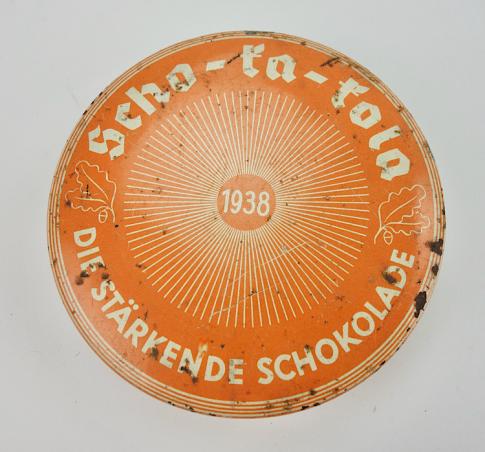 Scho-ka-kola
1938
DIE STÄRKENDE SCHOKOLADE